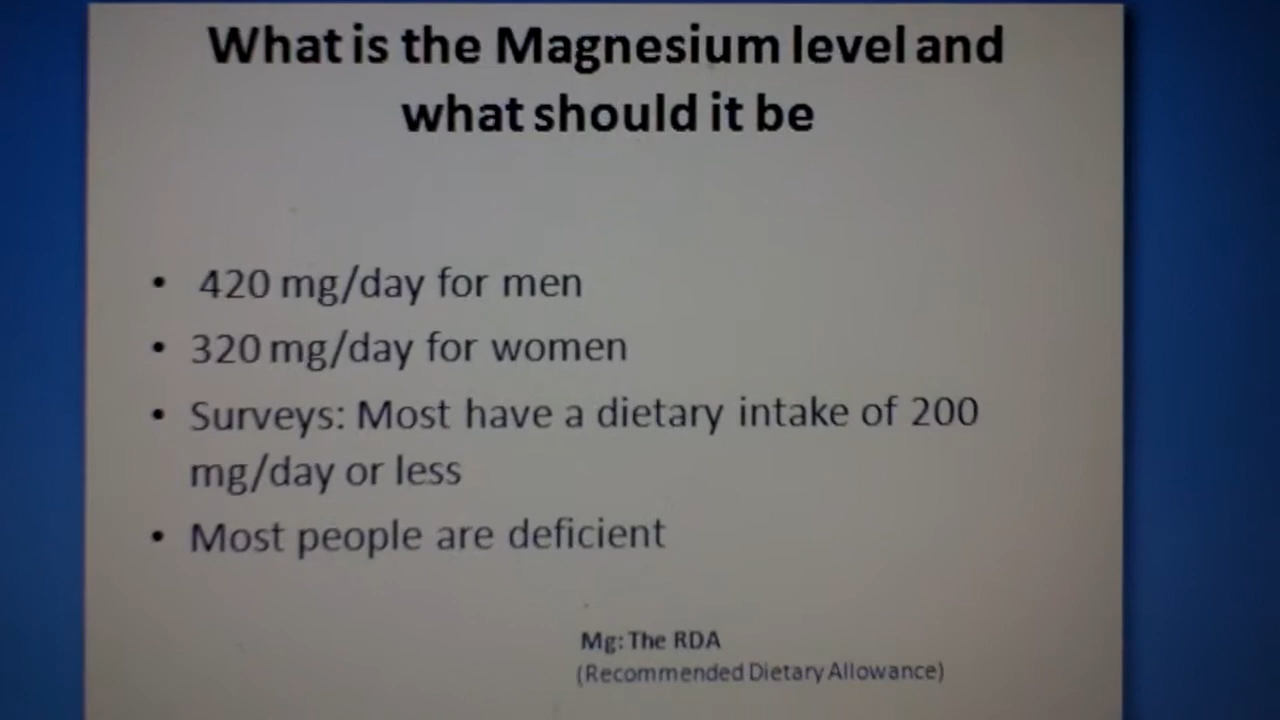 What is the Magnesium level and
what should it be
• 420 mg/day for men
• 320 mg/day for women
• Surveys: Most have a dietary intake of 200
mg/day or less
• Most people are deficient
Mg: The RDA
(Recommended Dietary Allowance)